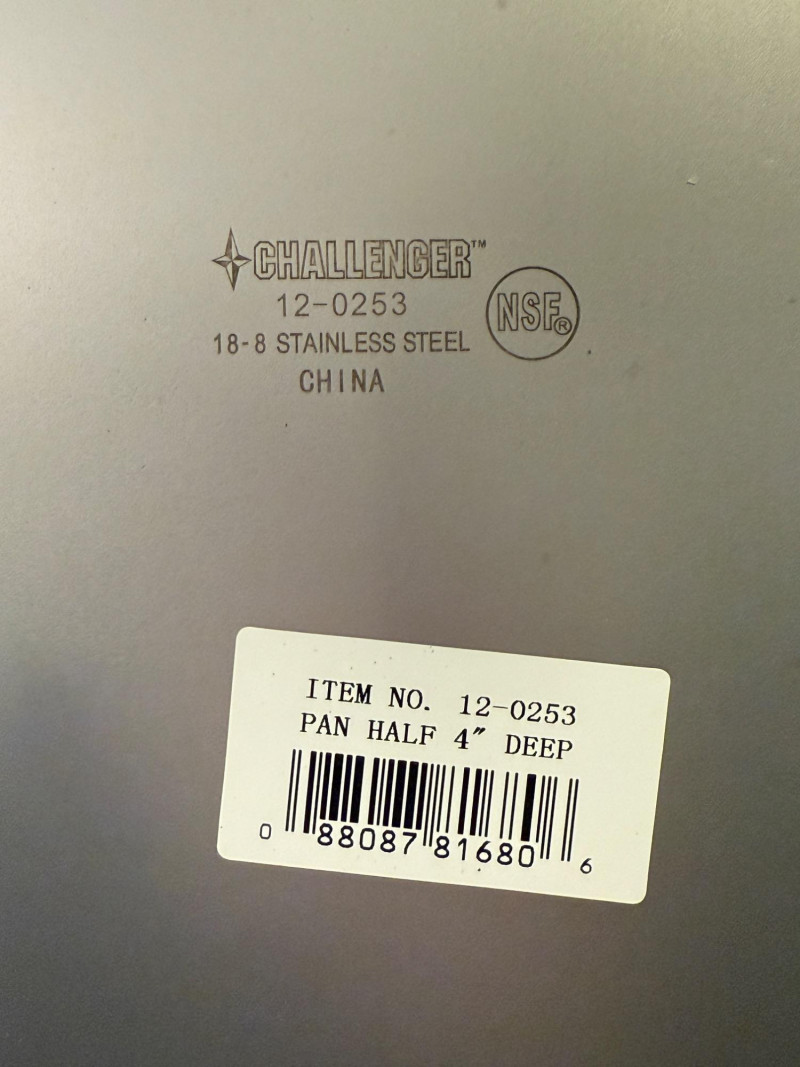 CHALLENGER™
12-0253
18-8 STAINLESS STEEL
CHINA
NSF®
ITEM NO. 12-0253
PAN HALF 4″ DEEP
0 88087 81680 6